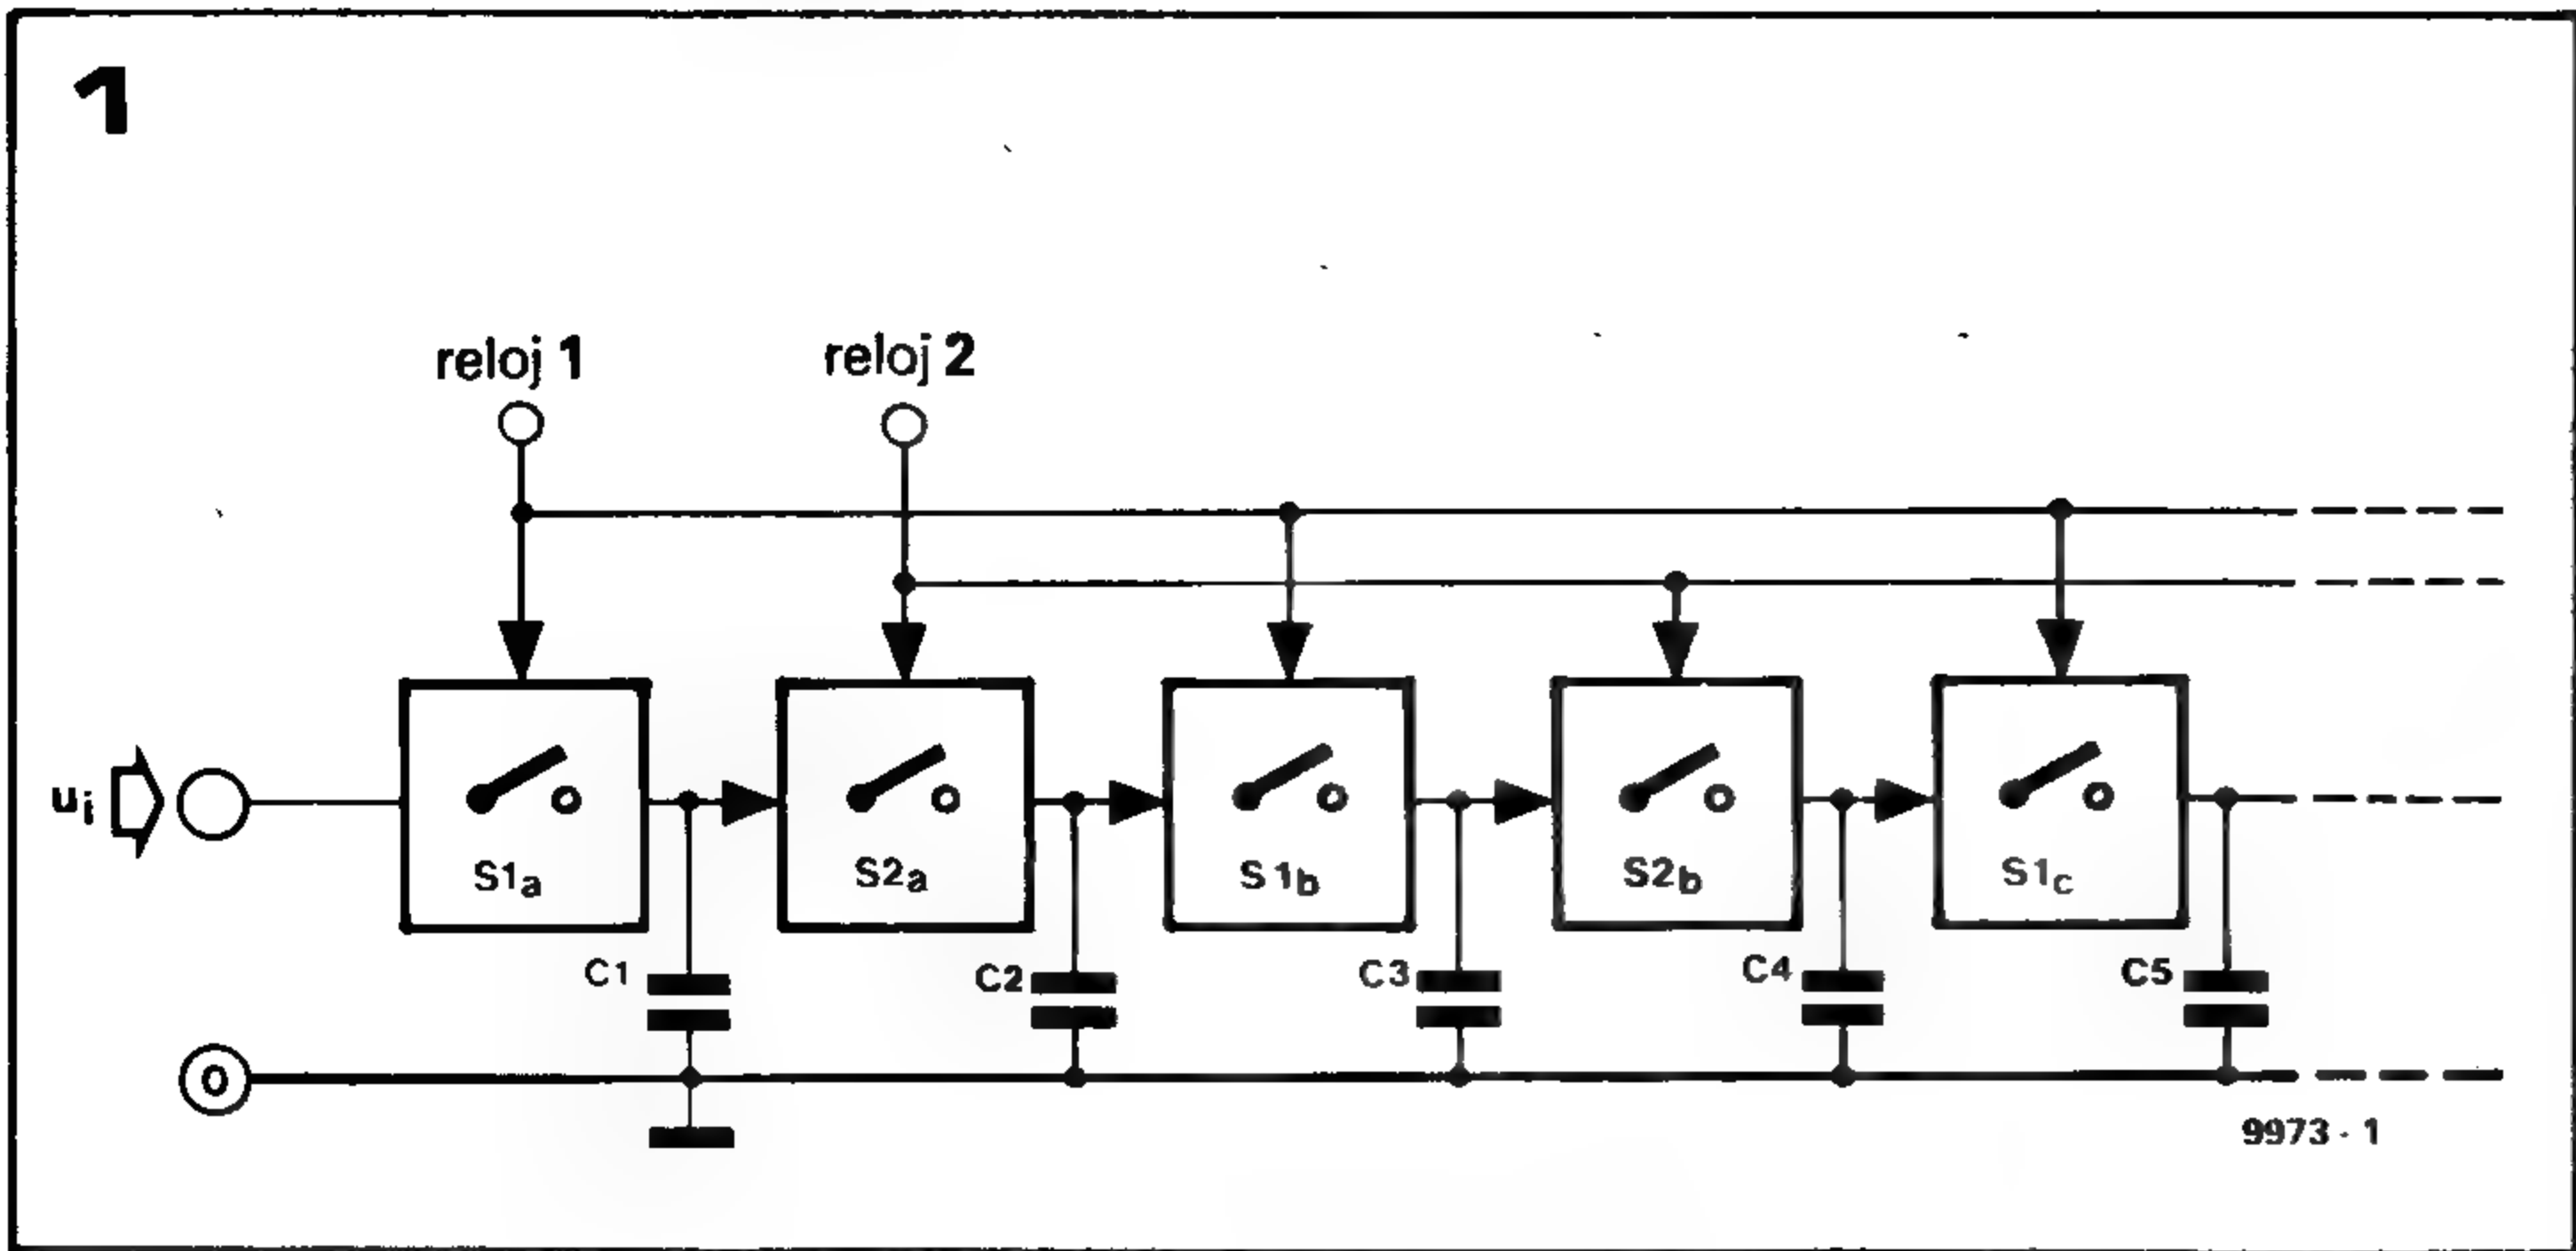 1
reloj 1
reloj 2
ui
S1a
S2a
S1b
S2b
S1c
C1
C2
C3
C4
C5
0
9973 - 1